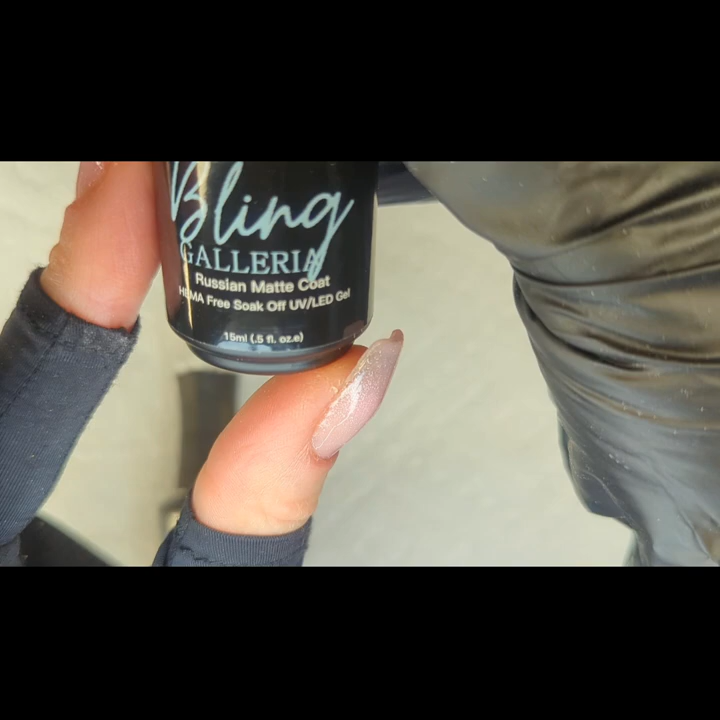 Bling
GALLERIA
Russian Matte Coat
HEMA Free Soak Off UV/LED Gel
15ml (.5 fl. oz.e)